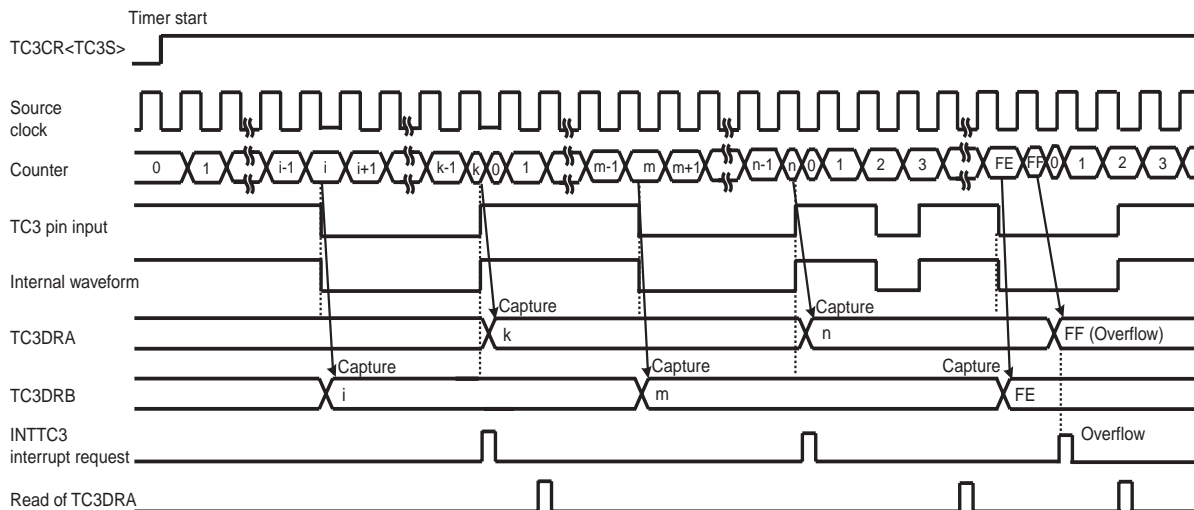 Timer start
TC3CR<TC3S>
Source
clock
Counter 0 1 i-1 i i+1 k-1 k 0 1 m-1 m m+1 n-1 n 0 1 2 3 FE FF 0 1 2 3
TC3 pin input
Internal waveform
Capture Capture
TC3DRA k n FF (Overflow)
Capture Capture Capture
TC3DRB i m FE
INTTC3
interrupt request
Overflow
Read of TC3DRA